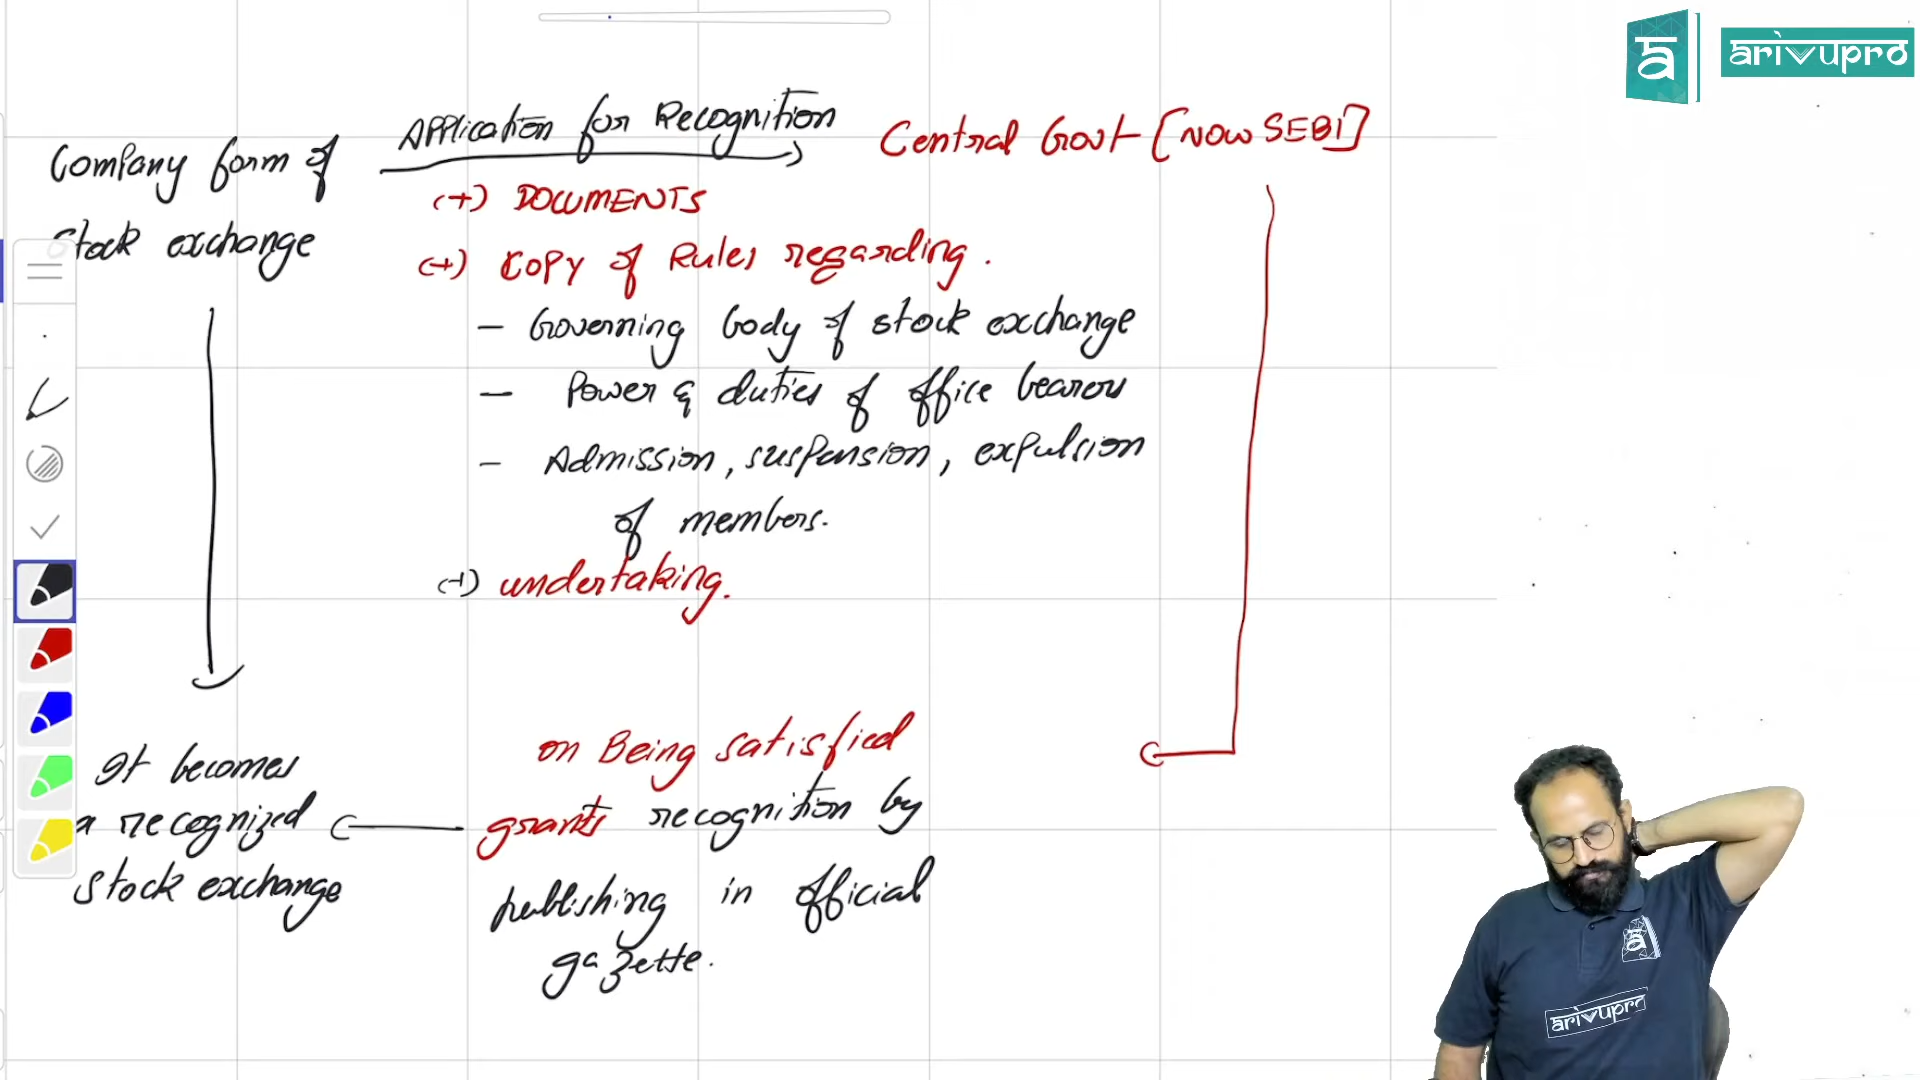 arivupro
Application for Recognition
Central Govt [NOW SEBI]
Company form of
stock exchange
(+) DOCUMENTS
(+) Copy of Rules regarding.
- Governing body of stock exchange
- Power & duties of office bearers
- Admission, suspension, expulsion
of members.
(+) undertaking.
on Being satisfied
grants recognition by
publishing in official
gazette.
It becomes
a recognized
stock exchange
arivupro